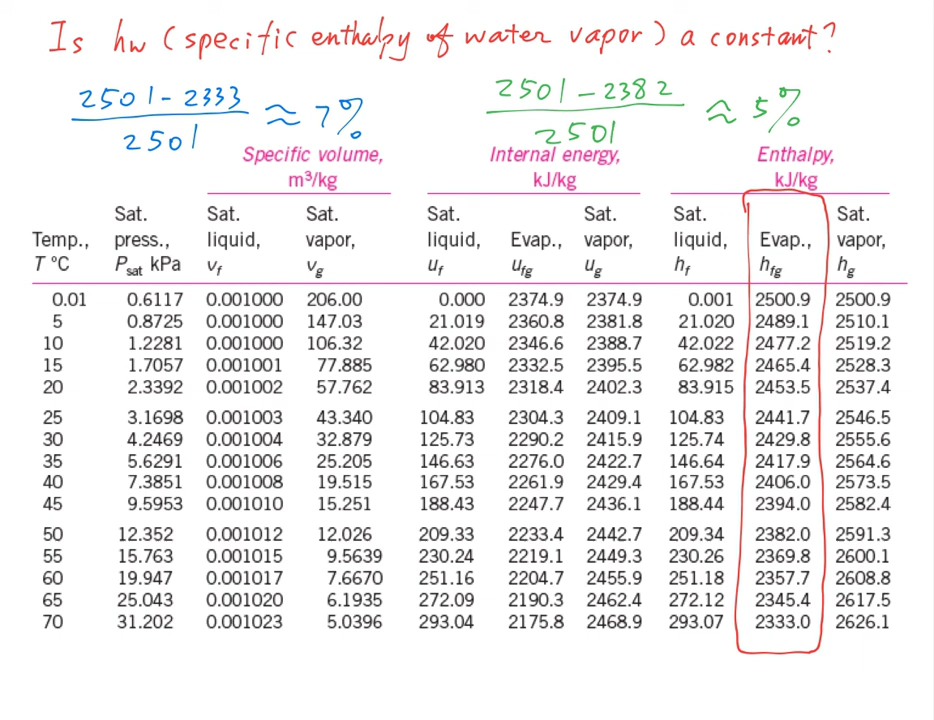 Is hw (specific enthalpy of water vapor) a constant?
2501-2333 2501-2382
≈ 7% ≈ 5%
2501 2501
Specific volume, Internal energy, Enthalpy,
m³/kg kJ/kg kJ/kg
Sat. Sat. Sat. Sat. Sat. Sat. Sat.
Temp., press., liquid, vapor, liquid, Evap., vapor, liquid, Evap., vapor,
T °C Psat kPa vf vg uf ufg ug hf hfg hg
0.01 0.6117 0.001000 206.00 0.000 2374.9 2374.9 0.001 2500.9 2500.9
5 0.8725 0.001000 147.03 21.019 2360.8 2381.8 21.020 2489.1 2510.1
10 1.2281 0.001000 106.32 42.020 2346.6 2388.7 42.022 2477.2 2519.2
15 1.7057 0.001001 77.885 62.980 2332.5 2395.5 62.982 2465.4 2528.3
20 2.3392 0.001002 57.762 83.913 2318.4 2402.3 83.915 2453.5 2537.4
25 3.1698 0.001003 43.340 104.83 2304.3 2409.1 104.83 2441.7 2546.5
30 4.2469 0.001004 32.879 125.73 2290.2 2415.9 125.74 2429.8 2555.6
35 5.6291 0.001006 25.205 146.63 2276.0 2422.7 146.64 2417.9 2564.6
40 7.3851 0.001008 19.515 167.53 2261.9 2429.4 167.53 2406.0 2573.5
45 9.5953 0.001010 15.251 188.43 2247.7 2436.1 188.44 2394.0 2582.4
50 12.352 0.001012 12.026 209.33 2233.4 2442.7 209.34 2382.0 2591.3
55 15.763 0.001015 9.5639 230.24 2219.1 2449.3 230.26 2369.8 2600.1
60 19.947 0.001017 7.6670 251.16 2204.7 2455.9 251.18 2357.7 2608.8
65 25.043 0.001020 6.1935 272.09 2190.3 2462.4 272.12 2345.4 2617.5
70 31.202 0.001023 5.0396 293.04 2175.8 2468.9 293.07 2333.0 2626.1